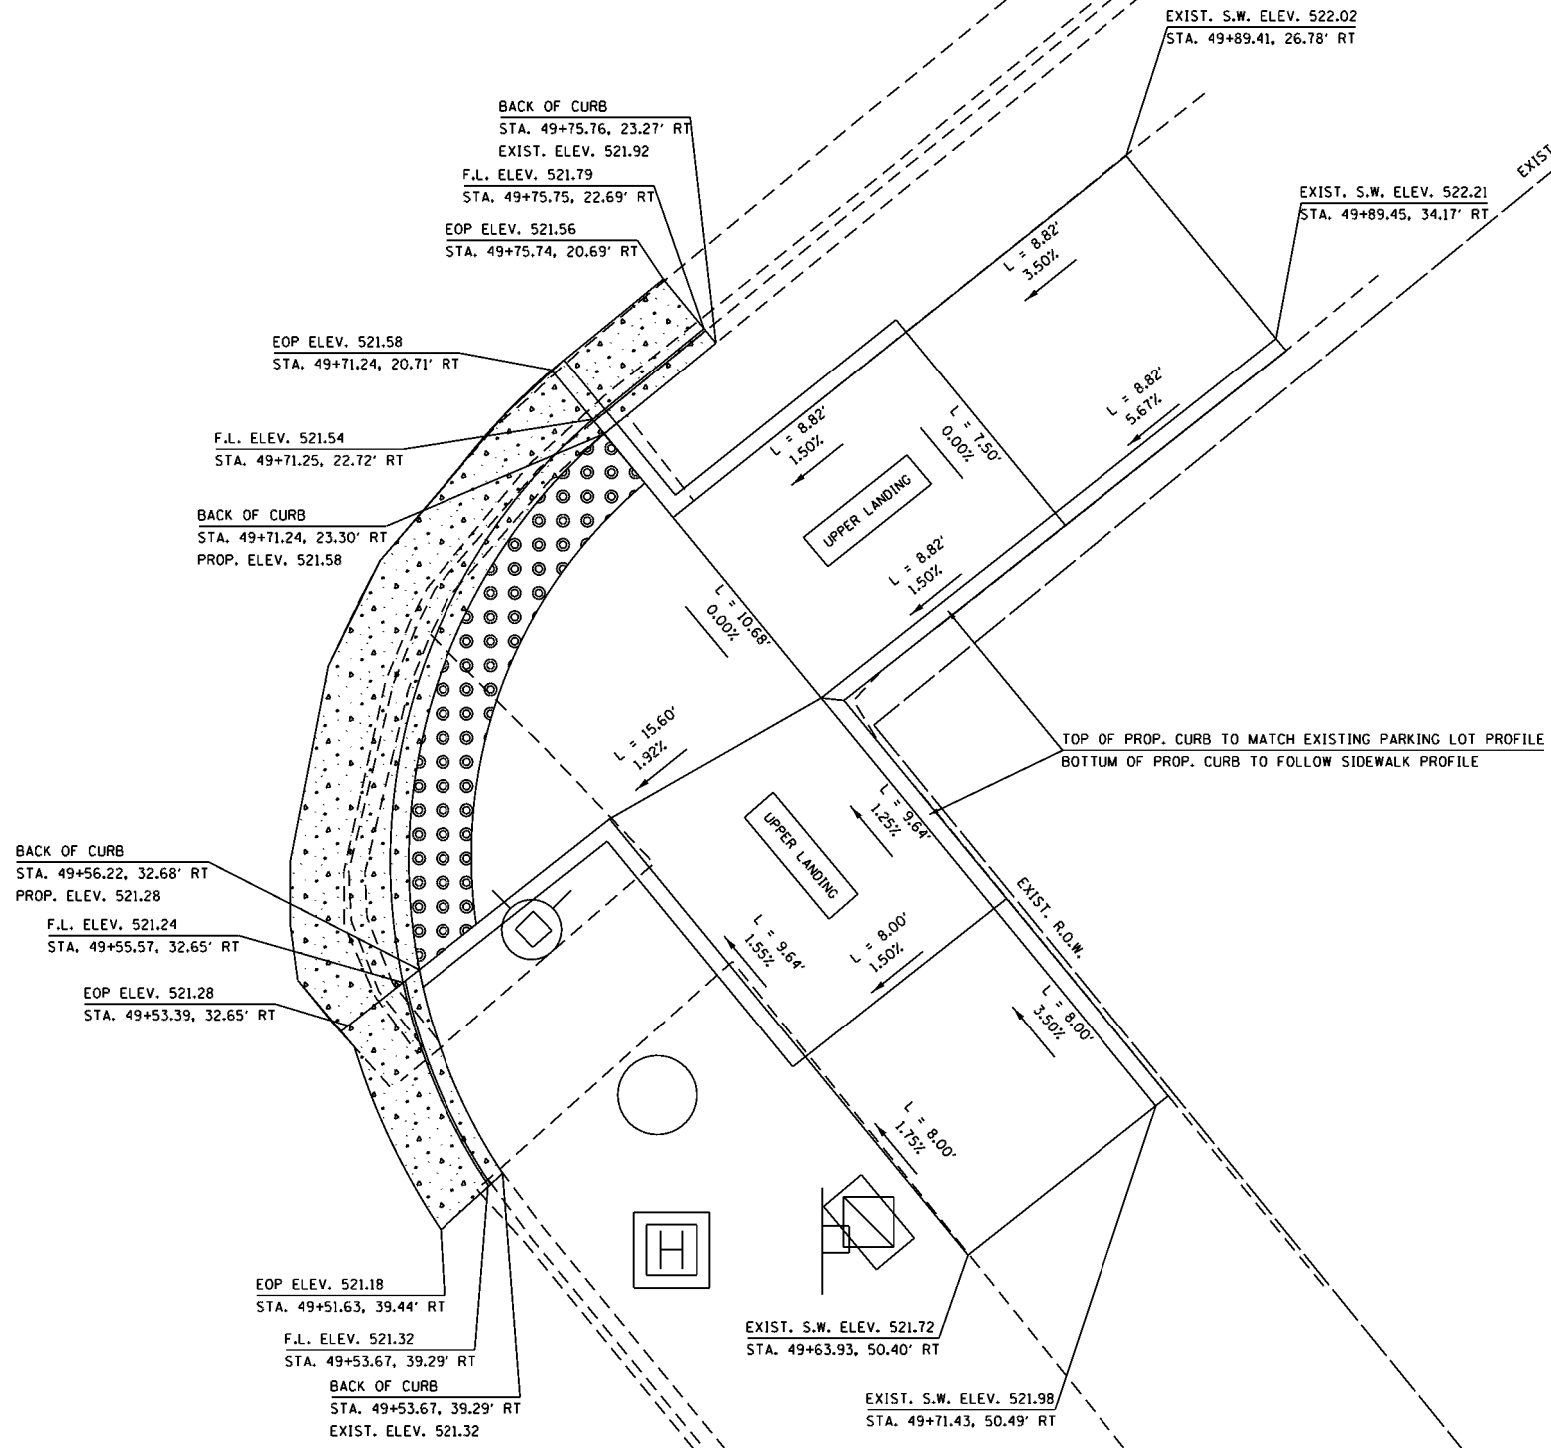 EXIST. S.W. ELEV. 522.02
STA. 49+89.41, 26.78' RT
BACK OF CURB
STA. 49+75.76, 23.27' RT
EXIST. ELEV. 521.92
F.L. ELEV. 521.79
STA. 49+75.75, 22.69' RT
EOP ELEV. 521.56
STA. 49+75.74, 20.69' RT
EXIST
EXIST. S.W. ELEV. 522.21
STA. 49+89.45, 34.17' RT
L = 8.82'
3.50%
EOP ELEV. 521.58
STA. 49+71.24, 20.71' RT
L = 8.82'
5.67%
L = 8.82'
1.50%
L = 7.50'
0.00%
F.L. ELEV. 521.54
STA. 49+71.25, 22.72' RT
UPPER LANDING
BACK OF CURB
STA. 49+71.24, 23.30' RT
PROP. ELEV. 521.58
L = 8.82'
1.50%
L = 10.68'
0.00%
L = 15.60'
1.92%
TOP OF PROP. CURB TO MATCH EXISTING PARKING LOT PROFILE
BOTTUM OF PROP. CURB TO FOLLOW SIDEWALK PROFILE
L = 9.64'
1.25%
UPPER LANDING
BACK OF CURB
STA. 49+56.22, 32.68' RT
PROP. ELEV. 521.28
EXIST. R.O.W.
F.L. ELEV. 521.24
STA. 49+55.57, 32.65' RT
L = 9.64'
1.55%
L = 8.00'
1.50%
EOP ELEV. 521.28
STA. 49+53.39, 32.65' RT
L = 8.00'
3.50%
L = 8.00'
1.75%
H
EOP ELEV. 521.18
STA. 49+51.63, 39.44' RT
F.L. ELEV. 521.32
STA. 49+53.67, 39.29' RT
BACK OF CURB
STA. 49+53.67, 39.29' RT
EXIST. ELEV. 521.32
EXIST. S.W. ELEV. 521.72
STA. 49+63.93, 50.40' RT
EXIST. S.W. ELEV. 521.98
STA. 49+71.43, 50.49' RT